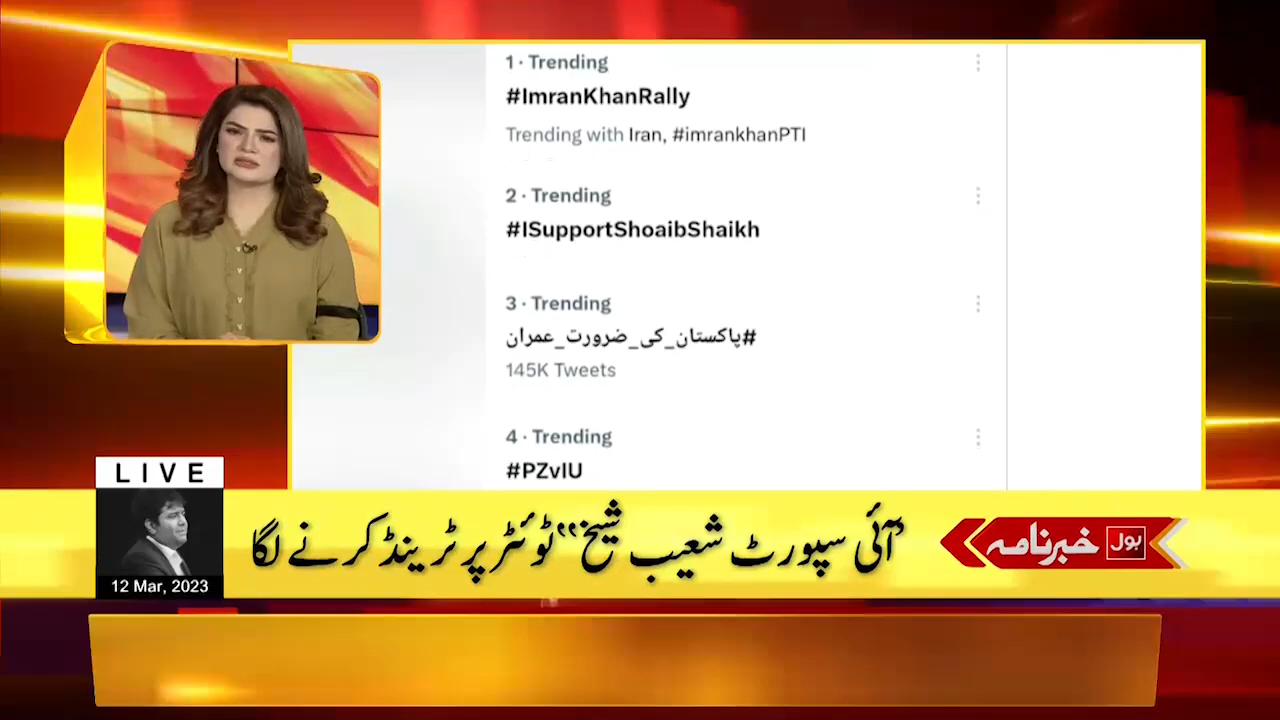 1 · Trending
#ImranKhanRally
Trending with Iran, #imrankhanPTI
2 · Trending
#ISupportShoaibShaikh
3 · Trending
#پاکستان_کی_ضرورت_عمران
145K Tweets
4 · Trending
#PZvIU
LIVE
12 Mar, 2023
”آئی سپورٹ شعیب شیخ“ ٹوئٹر پر ٹرینڈ کرنے لگا
بول خبرنامہ